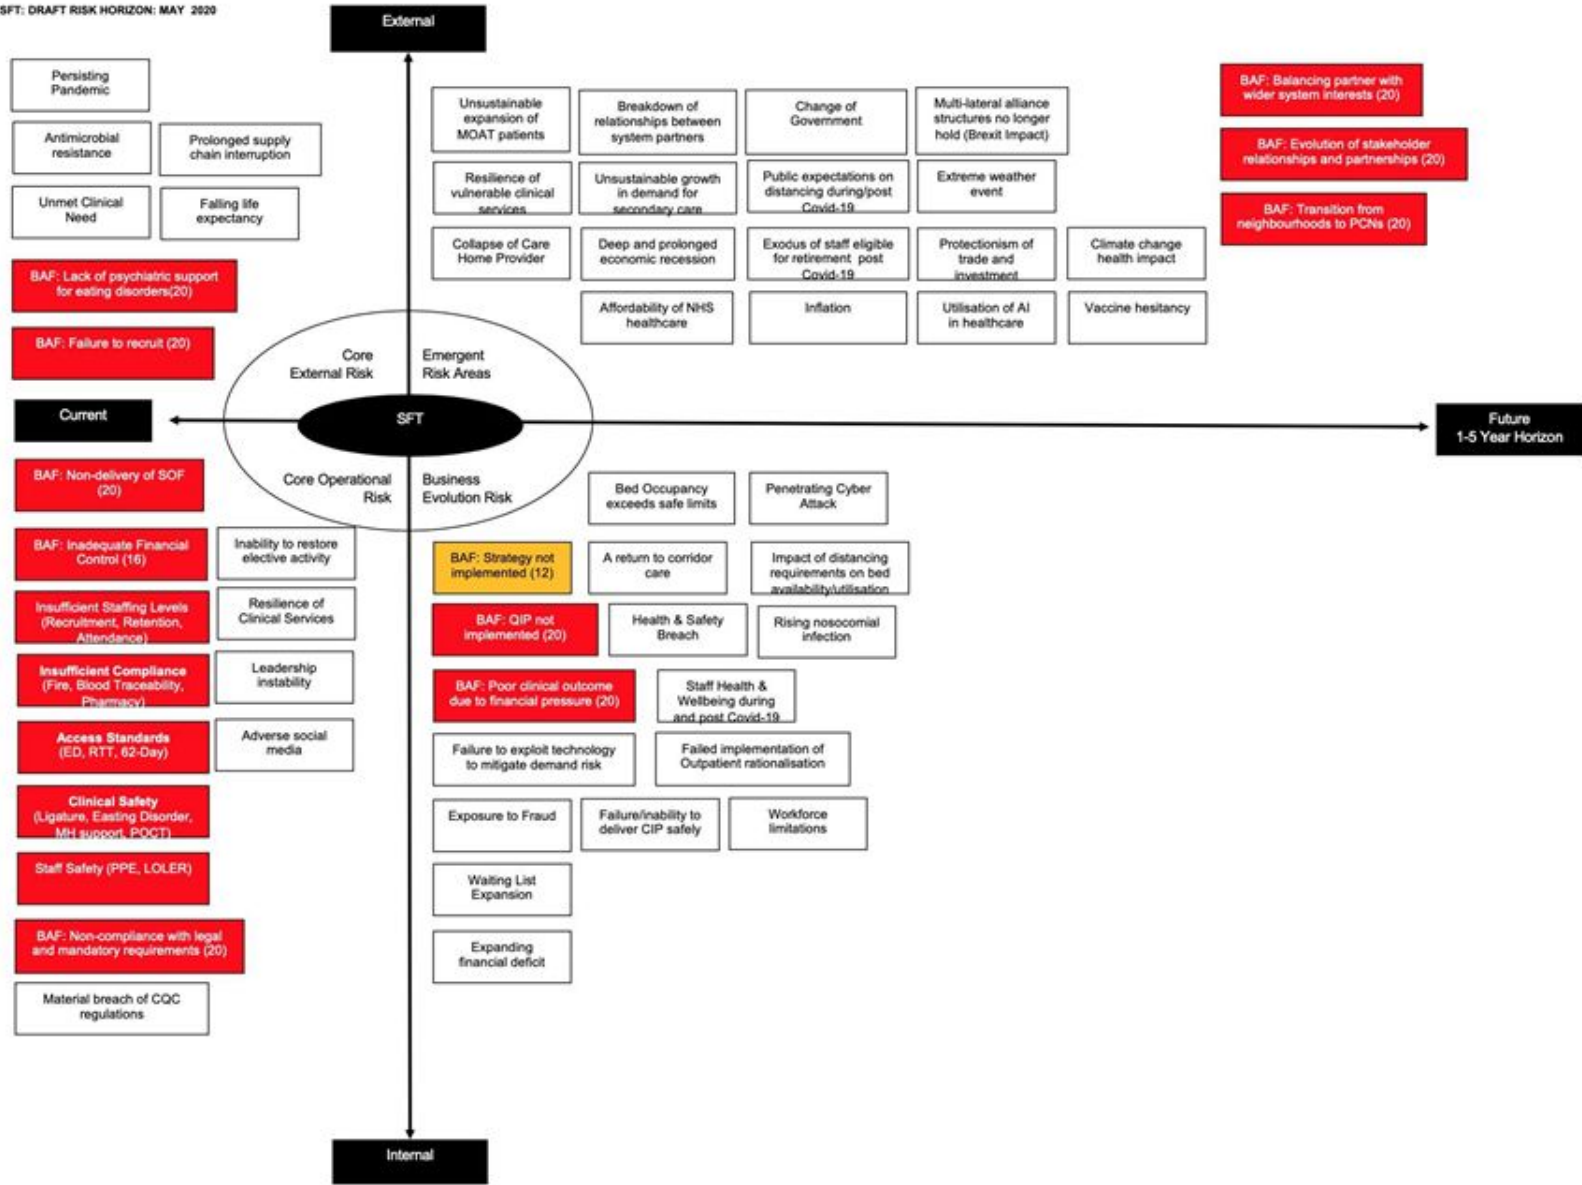 SFT: DRAFT RISK HORIZON: MAY 2020
External
Persisting
Pandemic
Antimicrobial
resistance
Prolonged supply
chain interruption
Unmet Clinical
Need
Falling life
expectancy
BAF: Lack of psychiatric support
for eating disorders(20)
BAF: Failure to recruit (20)
Unsustainable
expansion of
MOAT patients
Breakdown of
relationships between
system partners
Change of
Government
Multi-lateral alliance
structures no longer
hold (Brexit Impact)
Resilience of
vulnerable clinical
services
Unsustainable growth
in demand for
secondary care
Public expectations on
distancing during/post
Covid-19
Extreme weather
event
Collapse of Care
Home Provider
Deep and prolonged
economic recession
Exodus of staff eligible
for retirement post
Covid-19
Protectionism of
trade and
investment
Climate change
health impact
Affordability of NHS
healthcare
Inflation
Utilisation of AI
in healthcare
Vaccine hesitancy
BAF: Balancing partner with
wider system interests (20)
BAF: Evolution of stakeholder
relationships and partnerships (20)
BAF: Transition from
neighbourhoods to PCNs (20)
Core
External Risk
Emergent
Risk Areas
Current
SFT
Future
1-5 Year Horizon
Core Operational
Risk
Business
Evolution Risk
BAF: Non-delivery of SOF
(20)
BAF: Inadequate Financial
Control (16)
Inability to restore
elective activity
Insufficient Staffing Levels
(Recruitment, Retention,
Attendance)
Resilience of
Clinical Services
Insufficient Compliance
(Fire, Blood Traceability,
Pharmacy)
Leadership
instability
Access Standards
(ED, RTT, 62-Day)
Adverse social
media
Clinical Safety
(Ligature, Easting Disorder,
MH support, POCT)
Staff Safety (PPE, LOLER)
BAF: Non-compliance with legal
and mandatory requirements (20)
Material breach of CQC
regulations
Bed Occupancy
exceeds safe limits
Penetrating Cyber
Attack
BAF: Strategy not
implemented (12)
A return to corridor
care
Impact of distancing
requirements on bed
availability/utilisation
BAF: QIP not
implemented (20)
Health & Safety
Breach
Rising nosocomial
infection
BAF: Poor clinical outcome
due to financial pressure (20)
Staff Health &
Wellbeing during
and post Covid-19
Failure to exploit technology
to mitigate demand risk
Failed implementation of
Outpatient rationalisation
Exposure to Fraud
Failure/inability to
deliver CIP safely
Workforce
limitations
Waiting List
Expansion
Expanding
financial deficit
Internal